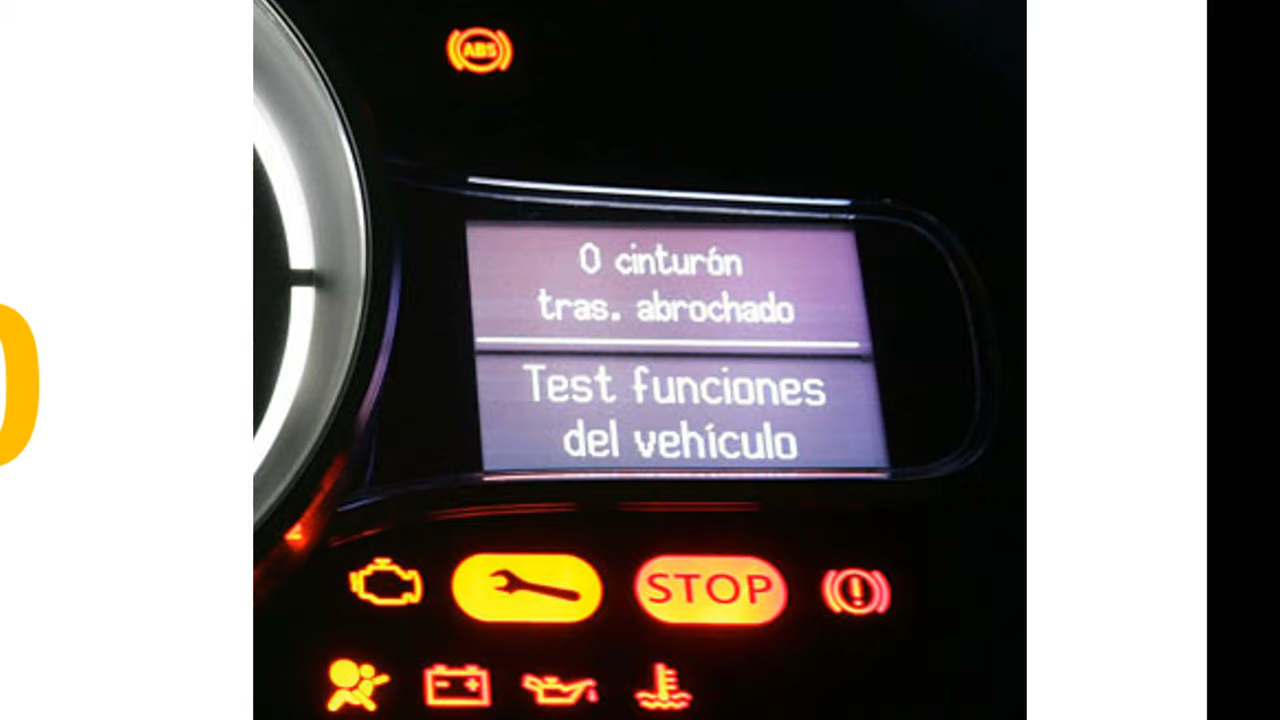 ABS
0 cinturón
tras. abrochado
Test funciones
del vehículo
STOP